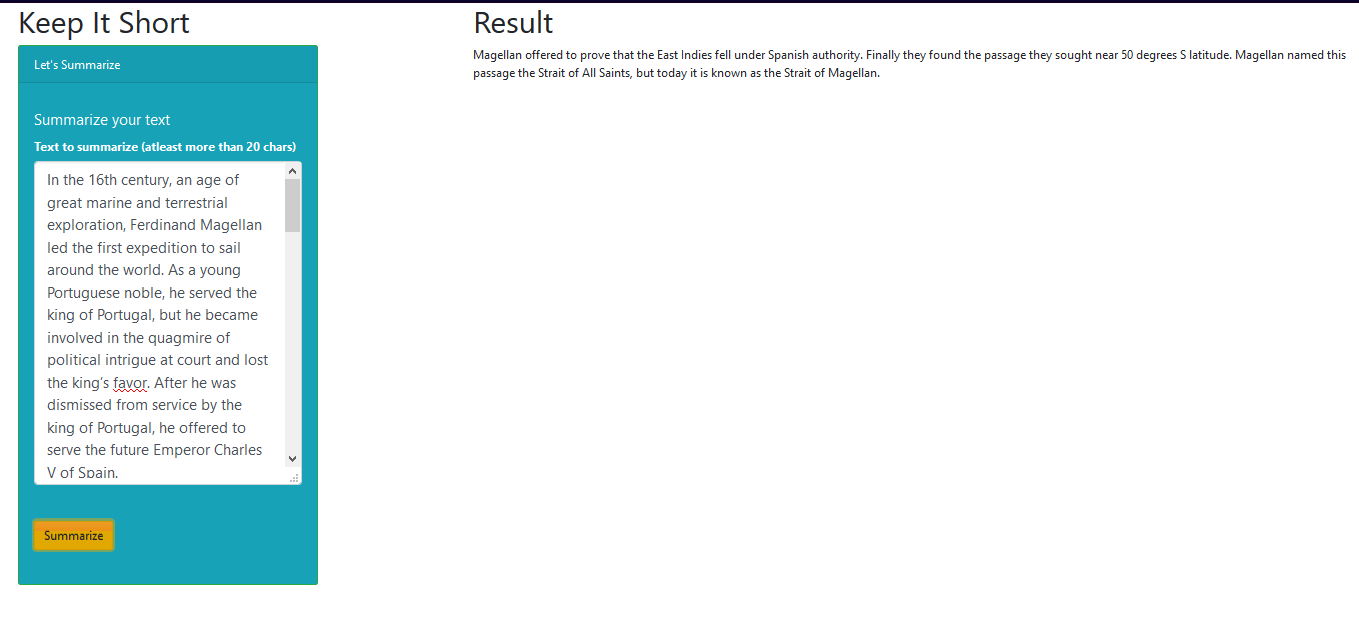 Keep It Short
Let's Summarize
Summarize your text
Text to summarize (atleast more than 20 chars)
In the 16th century, an age of
great marine and terrestrial
exploration, Ferdinand Magellan
led the first expedition to sail
around the world. As a young
Portuguese noble, he served the
king of Portugal, but he became
involved in the quagmire of
political intrigue at court and lost
the king’s favor. After he was
dismissed from service by the
king of Portugal, he offered to
serve the future Emperor Charles
V of Spain.
Summarize
Result
Magellan offered to prove that the East Indies fell under Spanish authority. Finally they found the passage they sought near 50 degrees S latitude. Magellan named this
passage the Strait of All Saints, but today it is known as the Strait of Magellan.